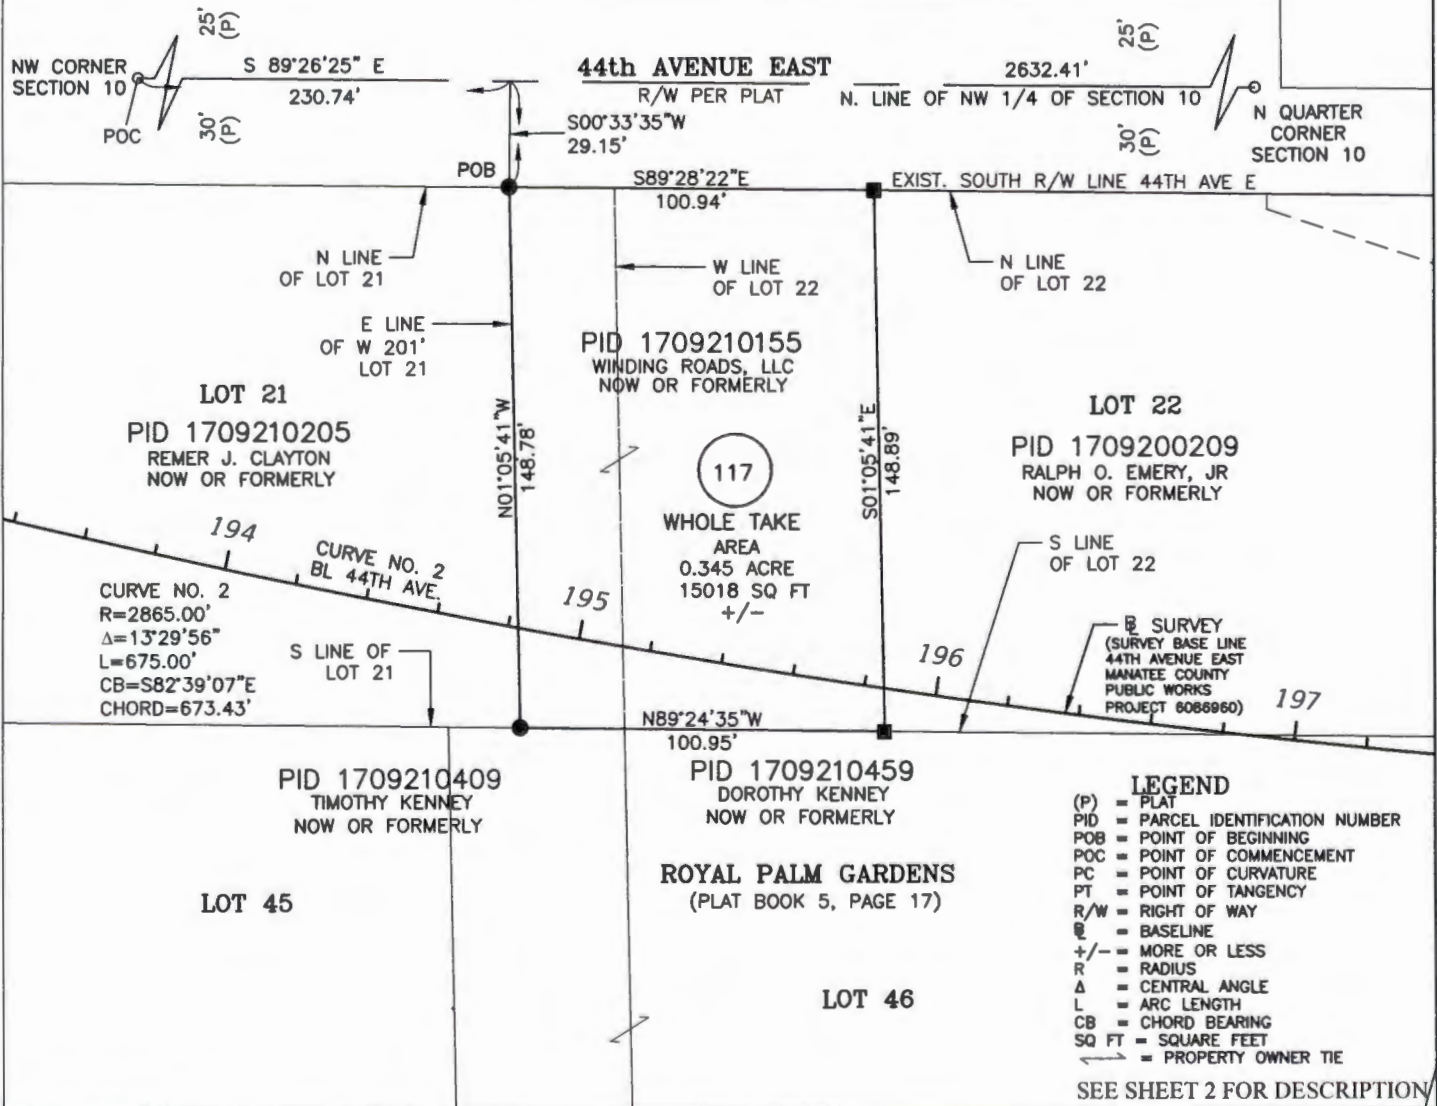 25'
(P)
25'
(P)
NW CORNER
SECTION 10
S 89°26'25" E
230.74'
44th AVENUE EAST
R/W PER PLAT
2632.41'
N. LINE OF NW 1/4 OF SECTION 10
POC
30'
(P)
S00°33'35"W
29.15'
30'
(P)
N QUARTER
CORNER
SECTION 10
POB
S89°28'22"E
100.94'
EXIST. SOUTH R/W LINE 44TH AVE E
N LINE
OF LOT 21
W LINE
OF LOT 22
N LINE
OF LOT 22
E LINE
OF W 201'
LOT 21
PID 1709210155
WINDING ROADS, LLC
NOW OR FORMERLY
LOT 21
PID 1709210205
REMER J. CLAYTON
NOW OR FORMERLY
N01°05'41"W
148.78'
117
WHOLE TAKE
AREA
0.345 ACRE
15018 SQ FT
+/-
S01°05'41"E
148.89'
LOT 22
PID 1709200209
RALPH O. EMERY, JR
NOW OR FORMERLY
194
CURVE NO. 2
BL 44TH AVE.
195
196
197
S LINE
OF LOT 22
CURVE NO. 2
R=2865.00'
Δ=13°29'56"
L=675.00'
CB=S82°39'07"E
CHORD=673.43'
S LINE OF
LOT 21
BL SURVEY
(SURVEY BASE LINE
44TH AVENUE EAST
MANATEE COUNTY
PUBLIC WORKS
PROJECT 6086960)
N89°24'35"W
100.95'
PID 1709210409
TIMOTHY KENNEY
NOW OR FORMERLY
PID 1709210459
DOROTHY KENNEY
NOW OR FORMERLY
LOT 45
ROYAL PALM GARDENS
(PLAT BOOK 5, PAGE 17)
LOT 46
LEGEND
(P) = PLAT
PID = PARCEL IDENTIFICATION NUMBER
POB = POINT OF BEGINNING
POC = POINT OF COMMENCEMENT
PC = POINT OF CURVATURE
PT = POINT OF TANGENCY
R/W = RIGHT OF WAY
BL = BASELINE
+/- = MORE OR LESS
R = RADIUS
Δ = CENTRAL ANGLE
L = ARC LENGTH
CB = CHORD BEARING
SQ FT = SQUARE FEET
= PROPERTY OWNER TIE
SEE SHEET 2 FOR DESCRIPTION